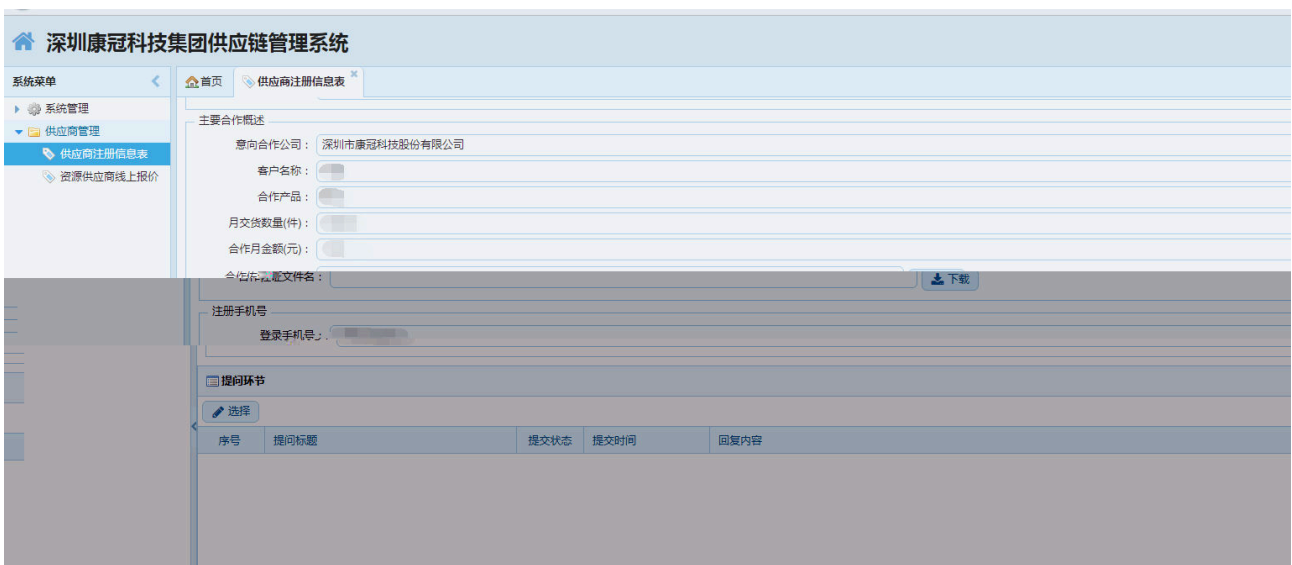 深圳康冠科技集团供应链管理系统
系统菜单
首页
供应商注册信息表
系统管理
供应商管理
供应商注册信息表
资源供应商线上报价
主要合作概述
意向合作公司：
深圳市康冠科技股份有限公司
客户名称：
合作产品：
月交货数量(件)：
合作月金额(元)：
文件名：
下载
注册手机号
登录手机号
提问环节
选择
序号
提问标题
提交状态
提交时间
回复内容